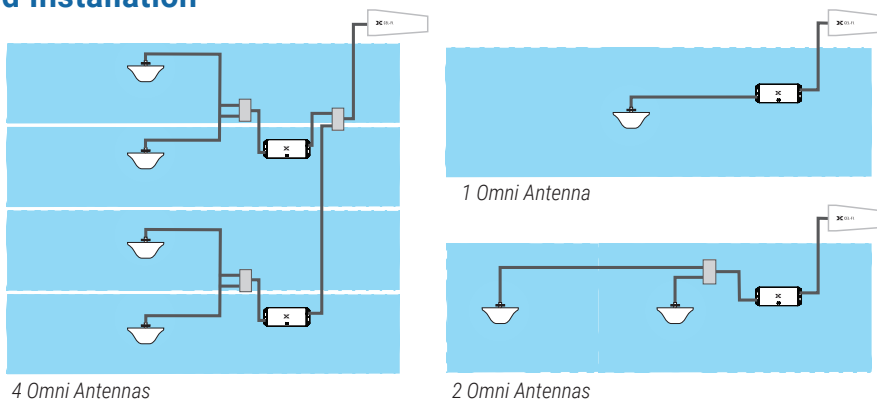 d Installation
1 Omni Antenna
4 Omni Antennas
2 Omni Antennas